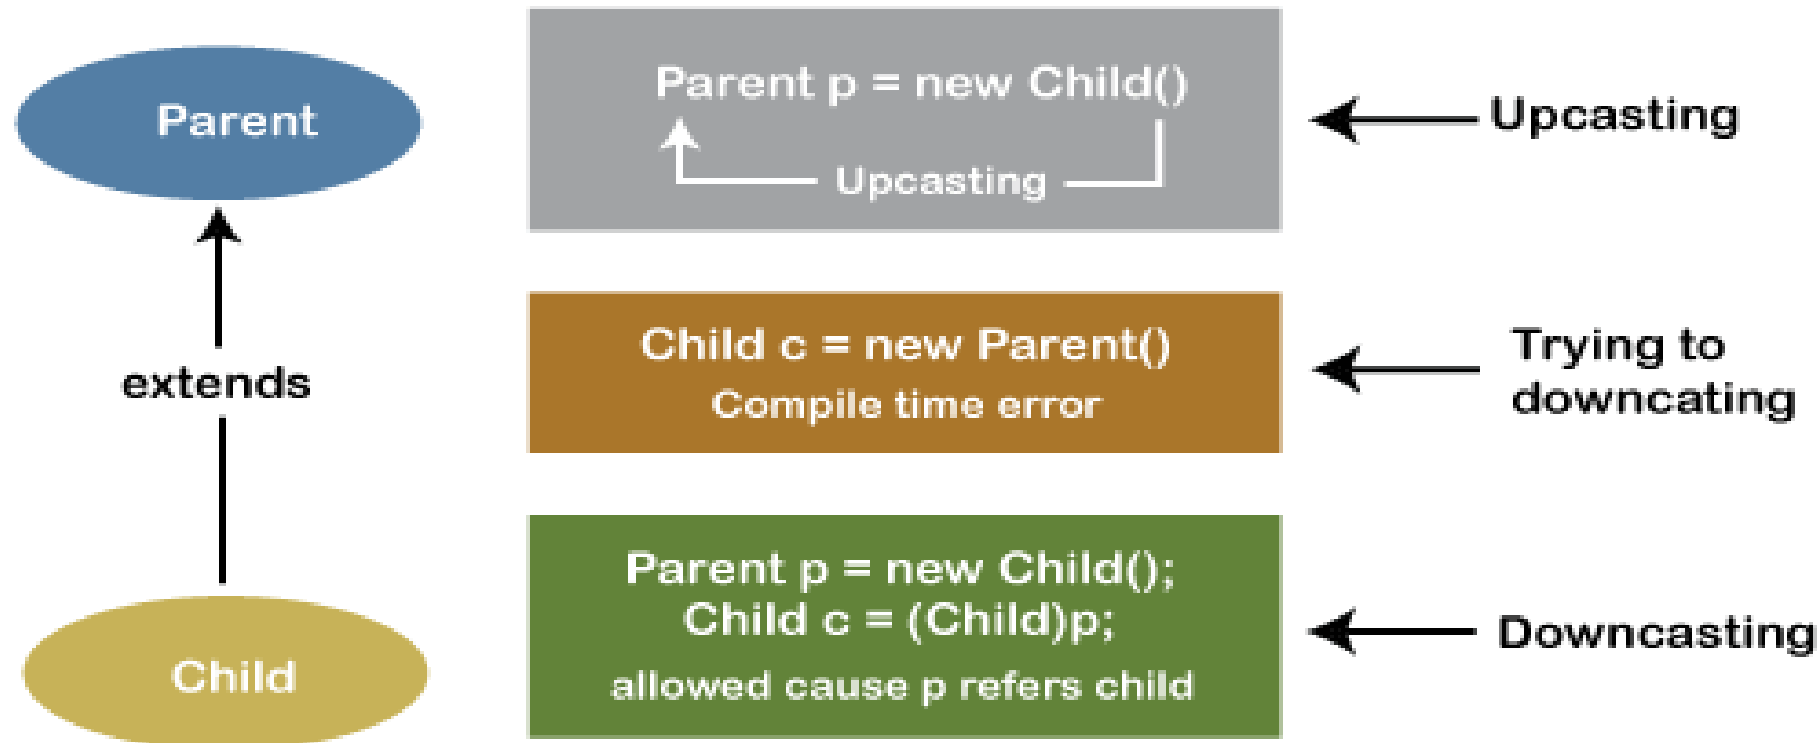 Parent
extends
Child
Parent p = new Child()
Upcasting
Upcasting
Child c = new Parent()
Compile time error
Trying to
downcating
Parent p = new Child();
Child c = (Child)p;
allowed cause p refers child
Downcasting